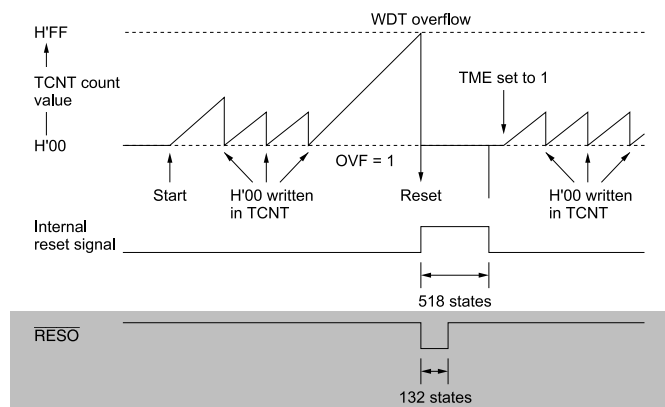 WDT overflow
H'FF
TCNT count
value
TME set to 1
H'00
OVF = 1
Start
H'00 written
in TCNT
Reset
H'00 written
in TCNT
Internal
reset signal
518 states
RESO
132 states